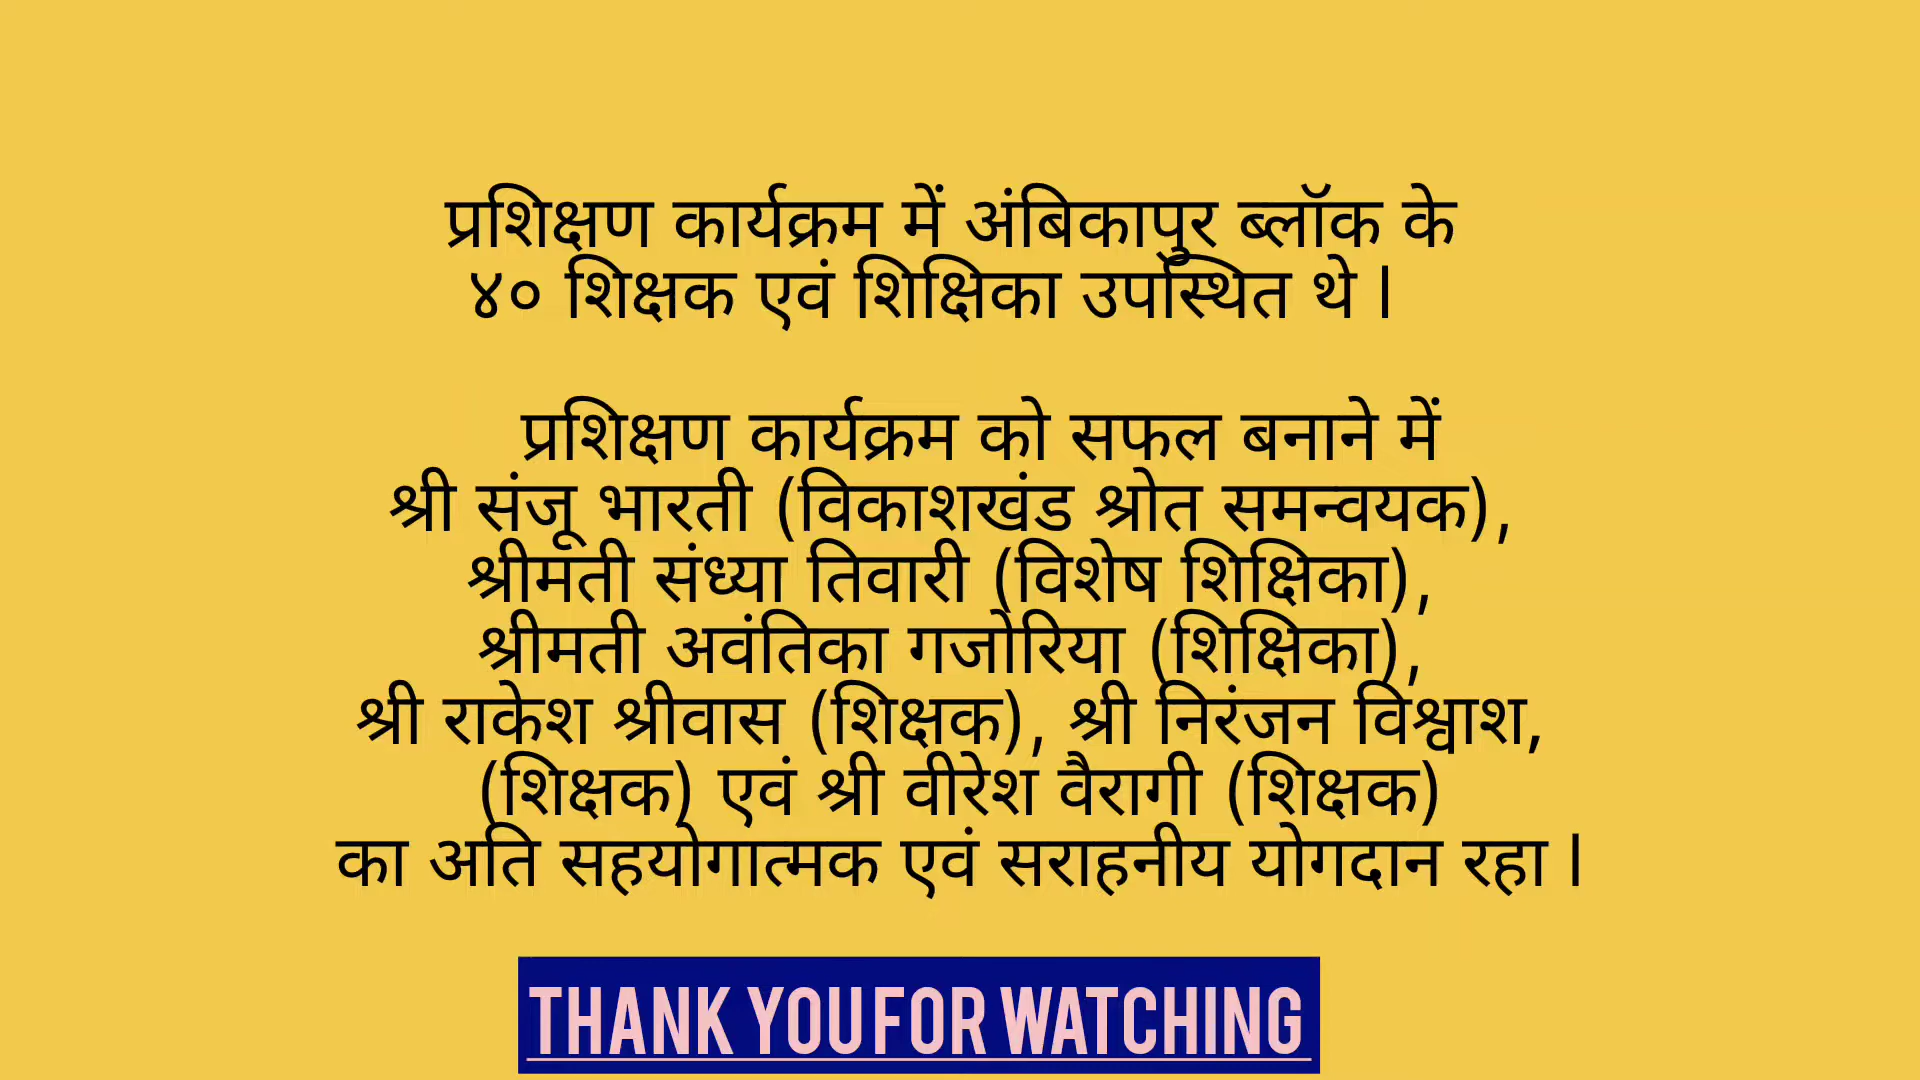 प्रशिक्षण कार्यक्रम में अंबिकापुर ब्लॉक के
४० शिक्षक एवं शिक्षिका उपस्थित थे |
प्रशिक्षण कार्यक्रम को सफल बनाने में
श्री संजू भारती (विकाशखंड श्रोत समन्वयक),
श्रीमती संध्या तिवारी (विशेष शिक्षिका),
श्रीमती अवंतिका गजोरिया (शिक्षिका),
श्री राकेश श्रीवास (शिक्षक), श्री निरंजन विश्वाश,
(शिक्षक) एवं श्री वीरेश वैरागी (शिक्षक)
का अति सहयोगात्मक एवं सराहनीय योगदान रहा |
THANK YOU FOR WATCHING